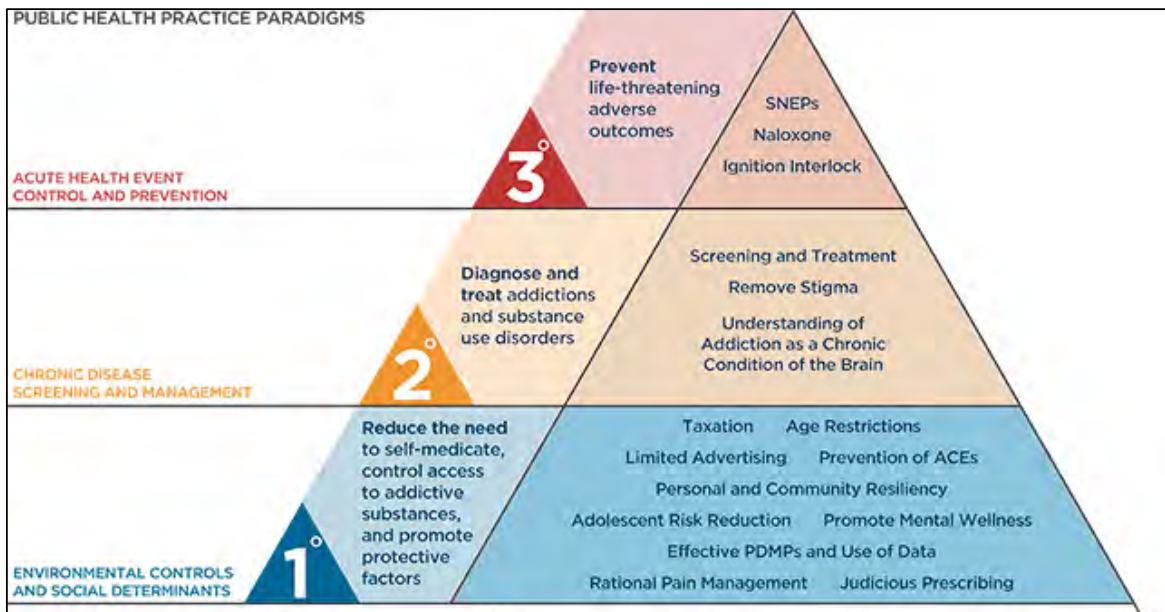 PUBLIC HEALTH PRACTICE PARADIGMS
Prevent
life-threatening
adverse
outcomes
SNEPs
Naloxone
Ignition Interlock
3°
ACUTE HEALTH EVENT
CONTROL AND PREVENTION
Diagnose and
treat addictions
and substance
use disorders
Screening and Treatment
Remove Stigma
Understanding of
Addiction as a Chronic
Condition of the Brain
2°
CHRONIC DISEASE
SCREENING AND MANAGEMENT
Reduce the need
to self-medicate,
control access
to addictive
substances,
and promote
protective
factors
Taxation Age Restrictions
Limited Advertising Prevention of ACEs
Personal and Community Resiliency
Adolescent Risk Reduction Promote Mental Wellness
Effective PDMPs and Use of Data
Rational Pain Management Judicious Prescribing
1°
ENVIRONMENTAL CONTROLS
AND SOCIAL DETERMINANTS